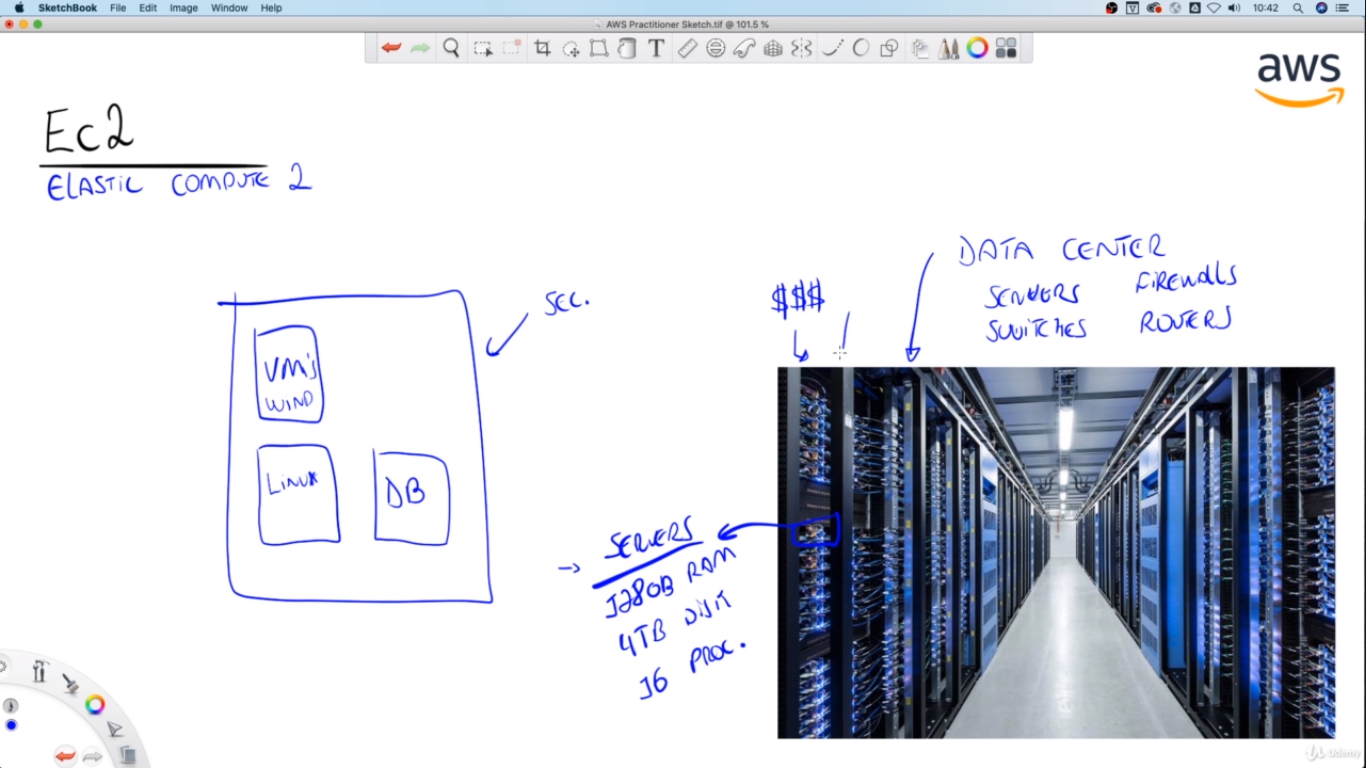 SketchBook File Edit Image Window Help 10:42
AWS Practitioner Sketch.tif @ 101.5 %
T
aws
Ec2
ELASTIC COMPUTE 2
DATA CENTER
SERVERS FIREWALLS
SWITCHES ROUTERS
$$$
SEC.
VM's
WIND
LINUX
DB
SERVERS
128GB RAM
4TB DISK
16 PROC.
Udemy